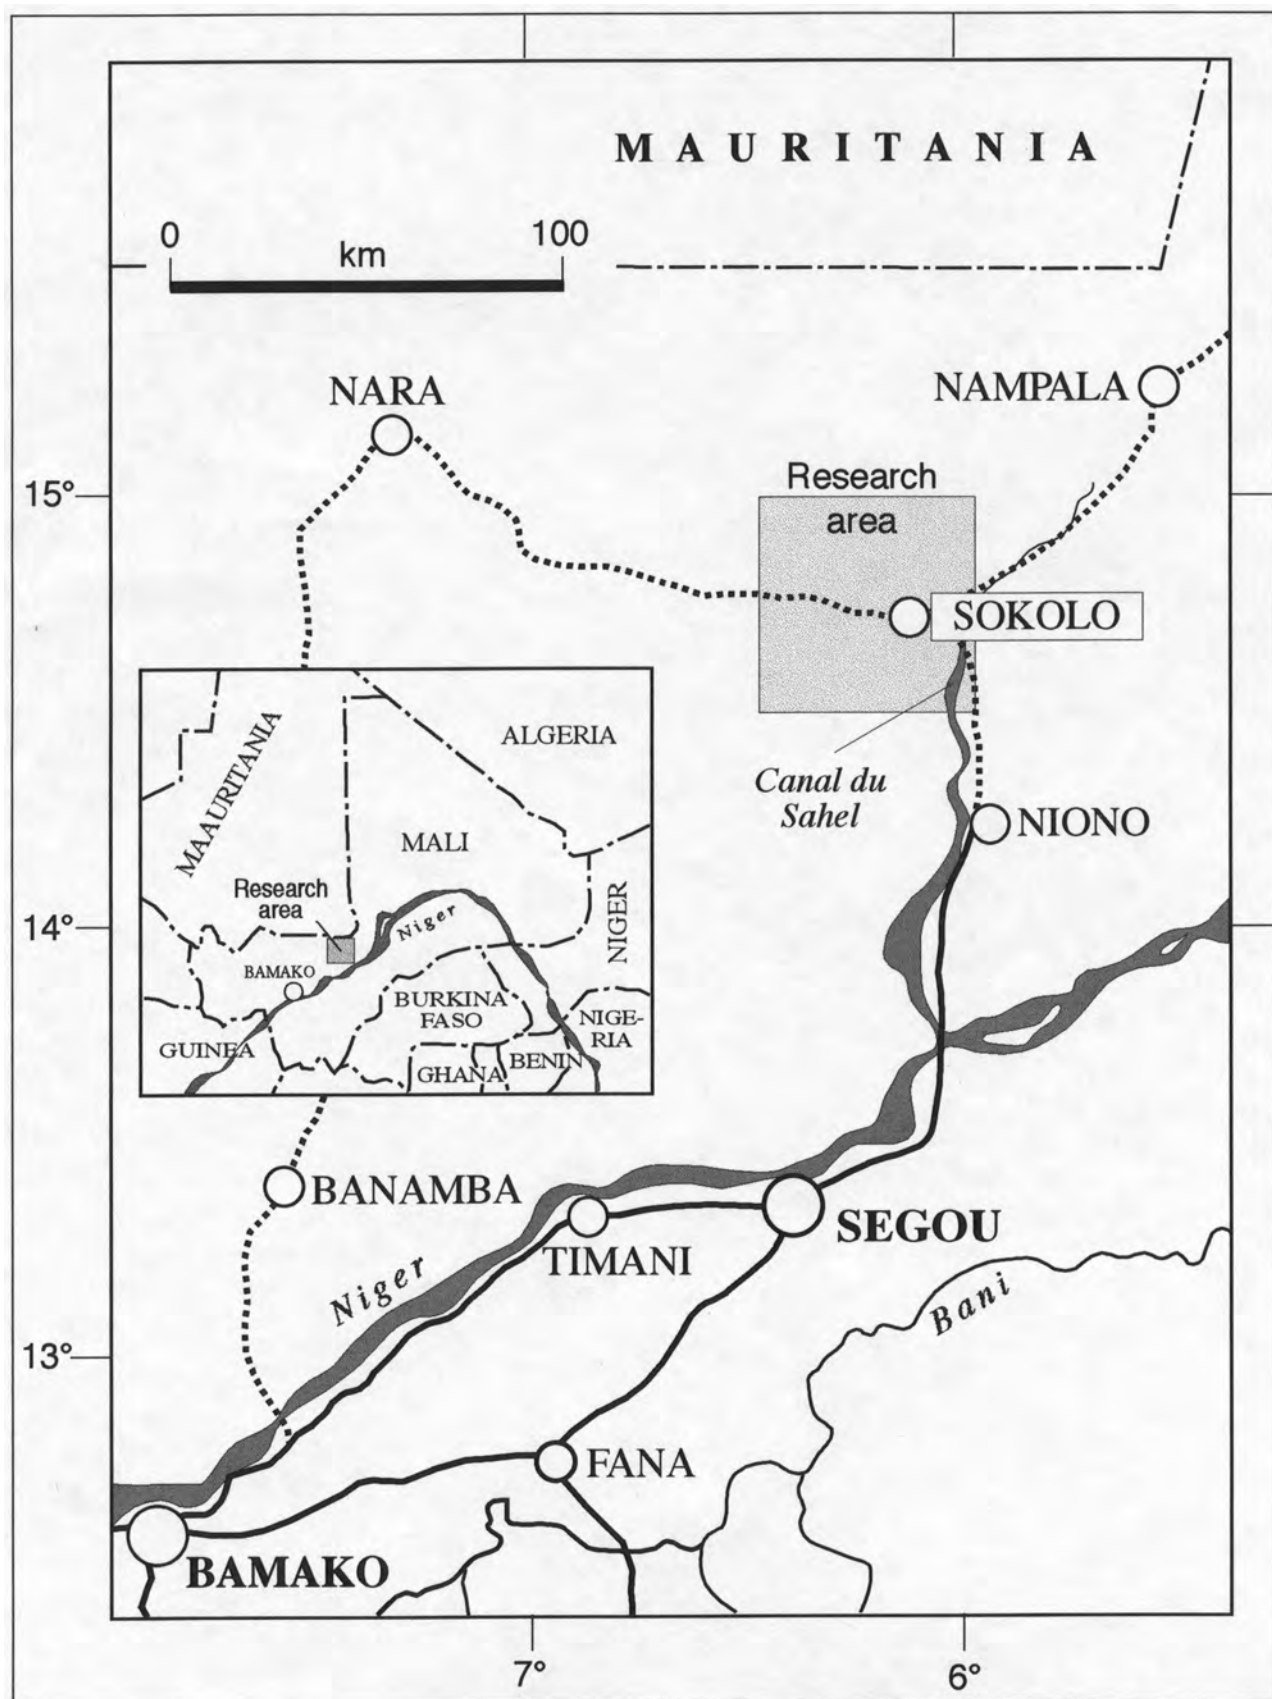 MAURITANIA
0 100
km
NARA
NAMPALA
15°
Research
area
SOKOLO
Canal du
Sahel
NIONO
14°
ALGERIA
MAAURITANIA
MALI
Research
area
Niger
NIGER
BAMAKO
BURKINA
FASO
NIGE-
RIA
GUINEA
GHANA
BENIN
BANAMBA
TIMANI
SEGOU
Niger
Bani
13°
FANA
BAMAKO
7°
6°